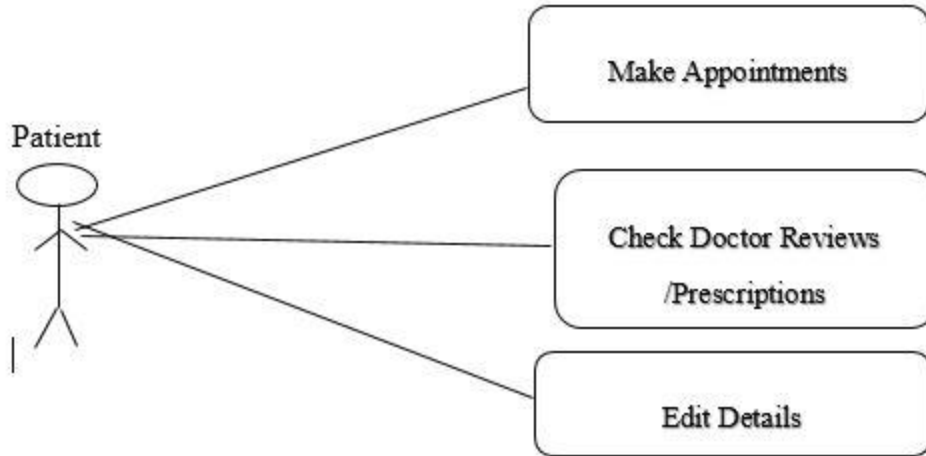 Make Appointments
Patient
Check Doctor Reviews
/Prescriptions
Edit Details